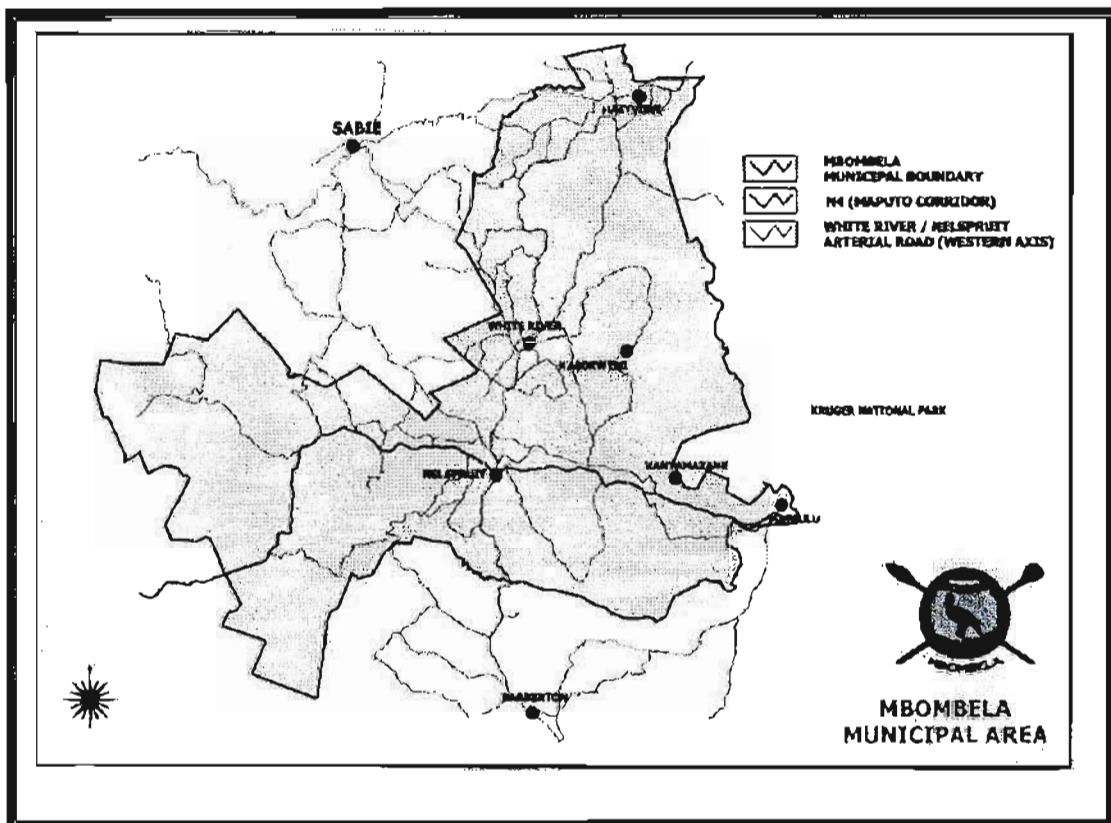 SABIE
MBOMBELA
MUNICIPAL BOUNDARY
N4 (MAPUTO CORRIDOR)
WHITE RIVER / NELSPRUIT
ARTERIAL ROAD (WESTERN AXIS)
WHITE RIVER
KRUGER NATIONAL PARK
KANYAMAZANE
NELSPRUIT
BARBERTON
MBOMBELA
MBOMBELA
MUNICIPAL AREA